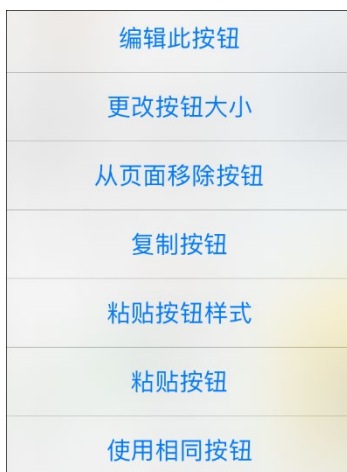 编辑此按钮
更改按钮大小
从页面移除按钮
复制按钮
粘贴按钮样式
粘贴按钮
使用相同按钮